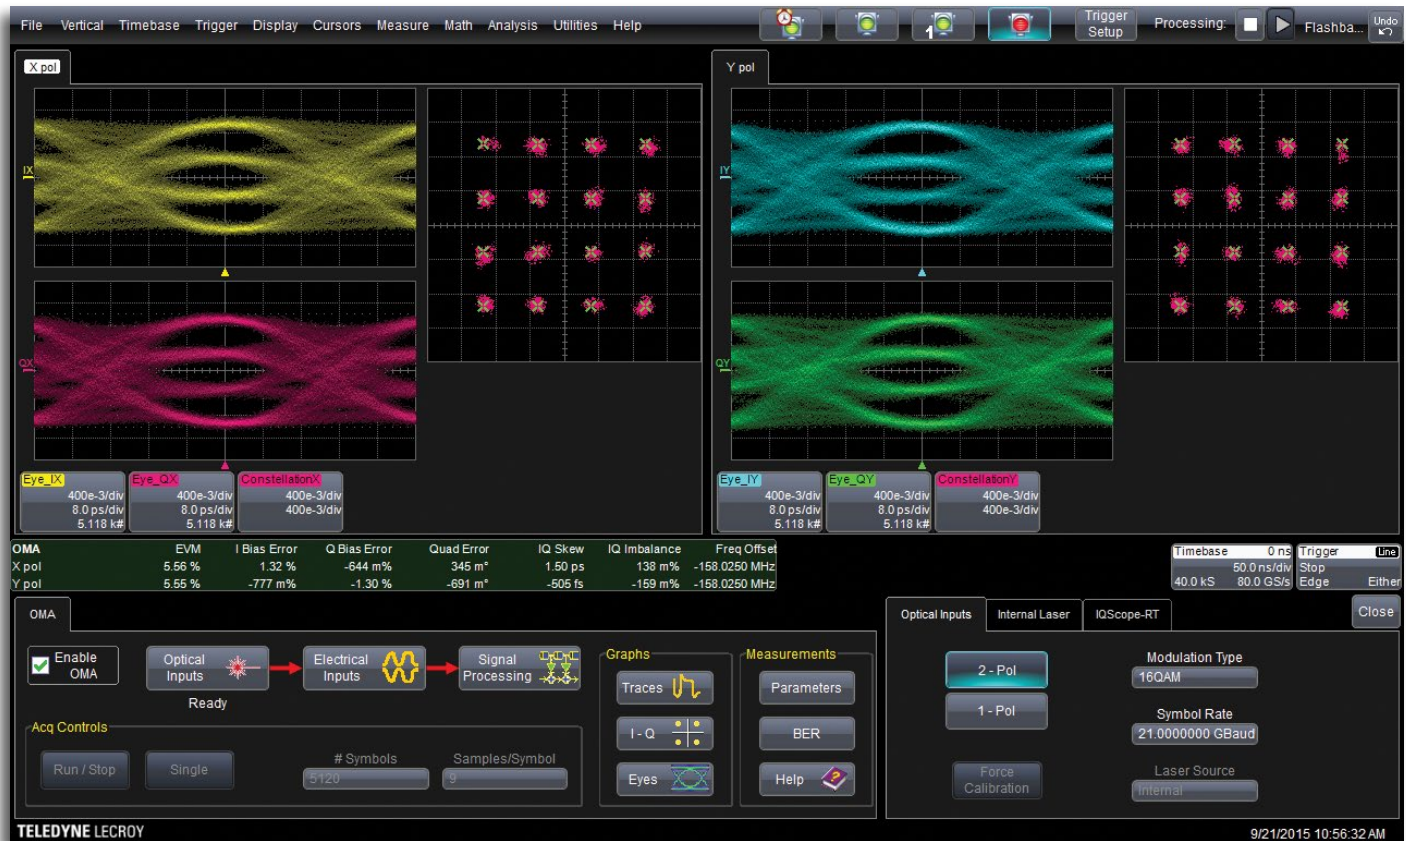 File Vertical Timebase Trigger Display Cursors Measure Math Analysis Utilities Help
1
Trigger Setup
Processing:
Flashba...
Undo
X pol
Y pol
IX
IY
QX
QY
Eye_IX
400e-3/div
8.0 ps/div
5.118 k#
Eye_QX
400e-3/div
8.0 ps/div
5.118 k#
ConstellationX
400e-3/div
400e-3/div
Eye_IY
400e-3/div
8.0 ps/div
5.118 k#
Eye_QY
400e-3/div
8.0 ps/div
5.118 k#
ConstellationY
400e-3/div
400e-3/div
OMA EVM I Bias Error Q Bias Error Quad Error IQ Skew IQ Imbalance Freq Offset
X pol 5.56 % 1.32 % -644 m% 345 m° 1.50 ps 138 m% -158.0250 MHz
Y pol 5.55 % -777 m% -1.30 % -691 m° -505 fs -159 m% -158.0250 MHz
Timebase 0 ns
50.0 ns/div
40.0 kS 80.0 GS/s
Trigger Line
Stop
Edge Either
OMA
Enable OMA
Optical Inputs
Ready
Electrical Inputs
Signal Processing
Acq Controls
Run / Stop
Single
# Symbols
5120
Samples/Symbol
9
Graphs
Traces
I - Q
Eyes
Measurements
Parameters
BER
Help
Optical Inputs
Internal Laser
IQScope-RT
Close
2 - Pol
1 - Pol
Force Calibration
Modulation Type
16QAM
Symbol Rate
21.0000000 GBaud
Laser Source
Internal
TELEDYNE LECROY
9/21/2015 10:56:32 AM